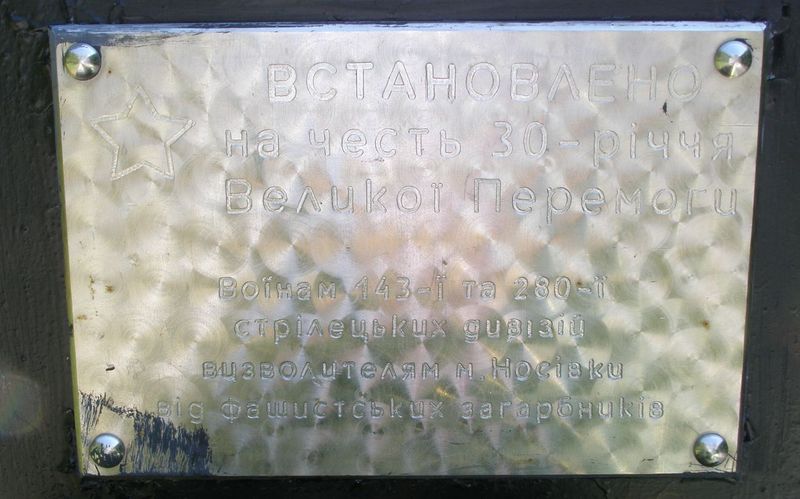 ВСТАНОВЛЕНО
на честь 30-річчя
Великої Перемоги
Воїнам 143-ї та 280-ї
стрілецьких дивізій
визволителям м.Носівки
від фашистських загарбників